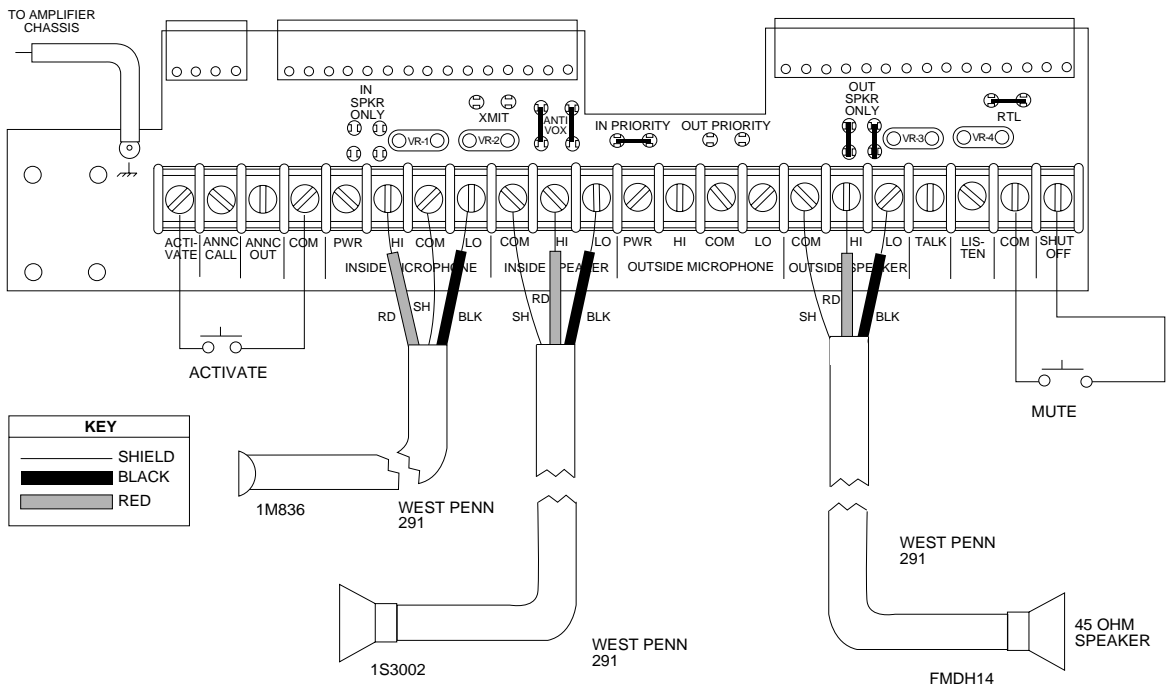 TO AMPLIFIER
CHASSIS
IN
SPKR
ONLY
XMIT
VR-1
VR-2
ANTI
VOX
IN PRIORITY
OUT PRIORITY
OUT
SPKR
ONLY
VR-3
VR-4
RTL
ACTI-
VATE
ANNC
CALL
ANNC
OUT
COM
PWR
HI
COM
LO
COM
HI
LO
PWR
HI
COM
LO
COM
HI
LO
TALK
LIS-
TEN
COM
SHUT
OFF
INSIDE MICROPHONE
INSIDE SPEAKER
OUTSIDE MICROPHONE
OUTSIDE SPEAKER
RD
SH
BLK
SH
RD
BLK
SH
RD
BLK
ACTIVATE
MUTE
KEY
SHIELD
BLACK
RED
1M836
WEST PENN
291
1S3002
WEST PENN
291
WEST PENN
291
45 OHM
SPEAKER
FMDH14